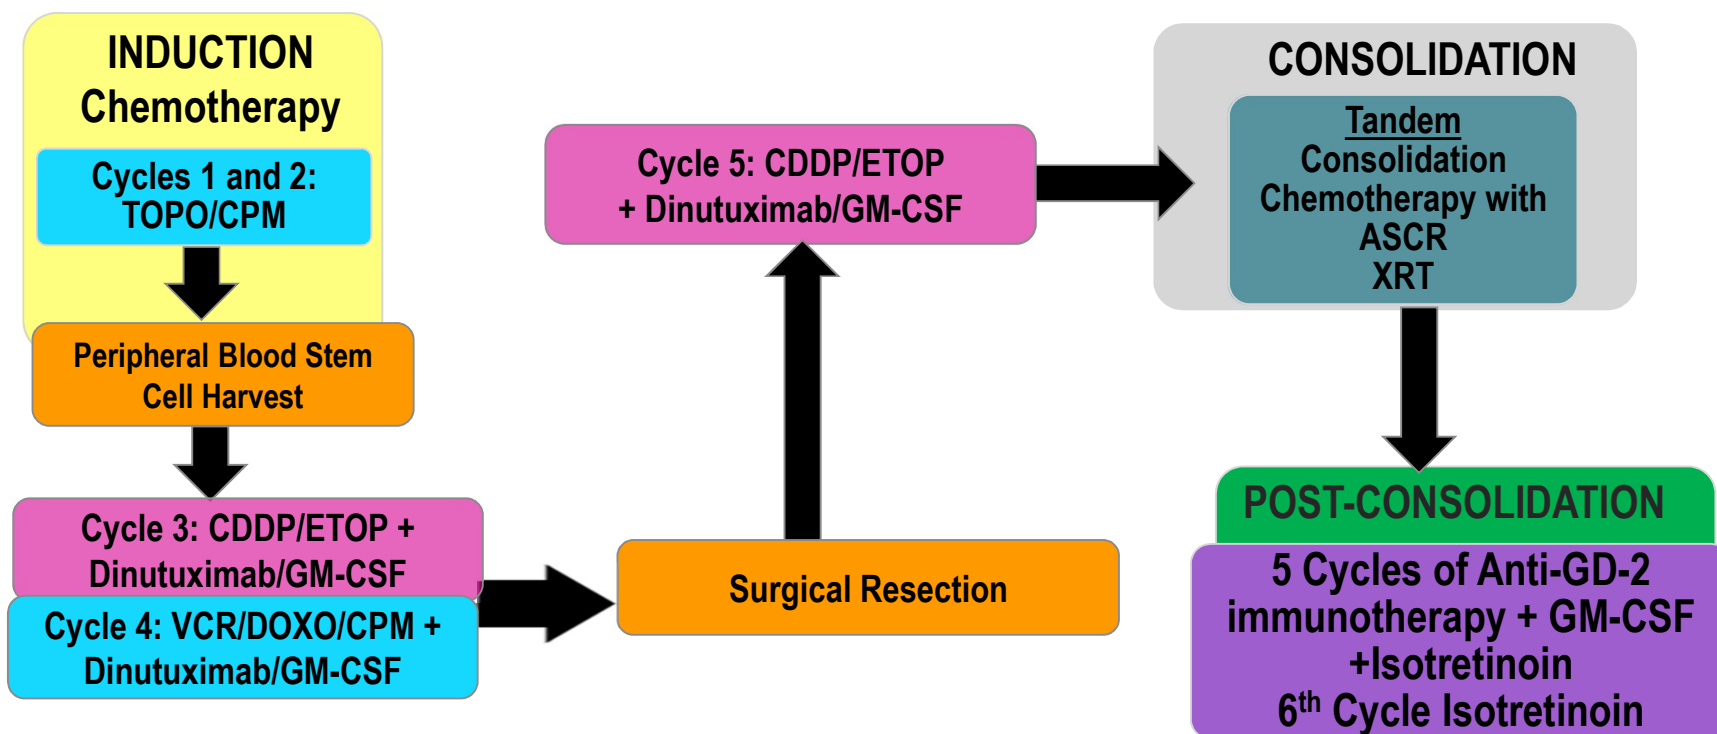 INDUCTION
Chemotherapy
Cycles 1 and 2:
TOPO/CPM
Peripheral Blood Stem
Cell Harvest
Cycle 3: CDDP/ETOP +
Dinutuximab/GM-CSF
Cycle 4: VCR/DOXO/CPM +
Dinutuximab/GM-CSF
Surgical Resection
Cycle 5: CDDP/ETOP
+ Dinutuximab/GM-CSF
CONSOLIDATION
Tandem
Consolidation
Chemotherapy with
ASCR
XRT
POST-CONSOLIDATION
5 Cycles of Anti-GD-2
immunotherapy + GM-CSF
+Isotretinoin
6th Cycle Isotretinoin